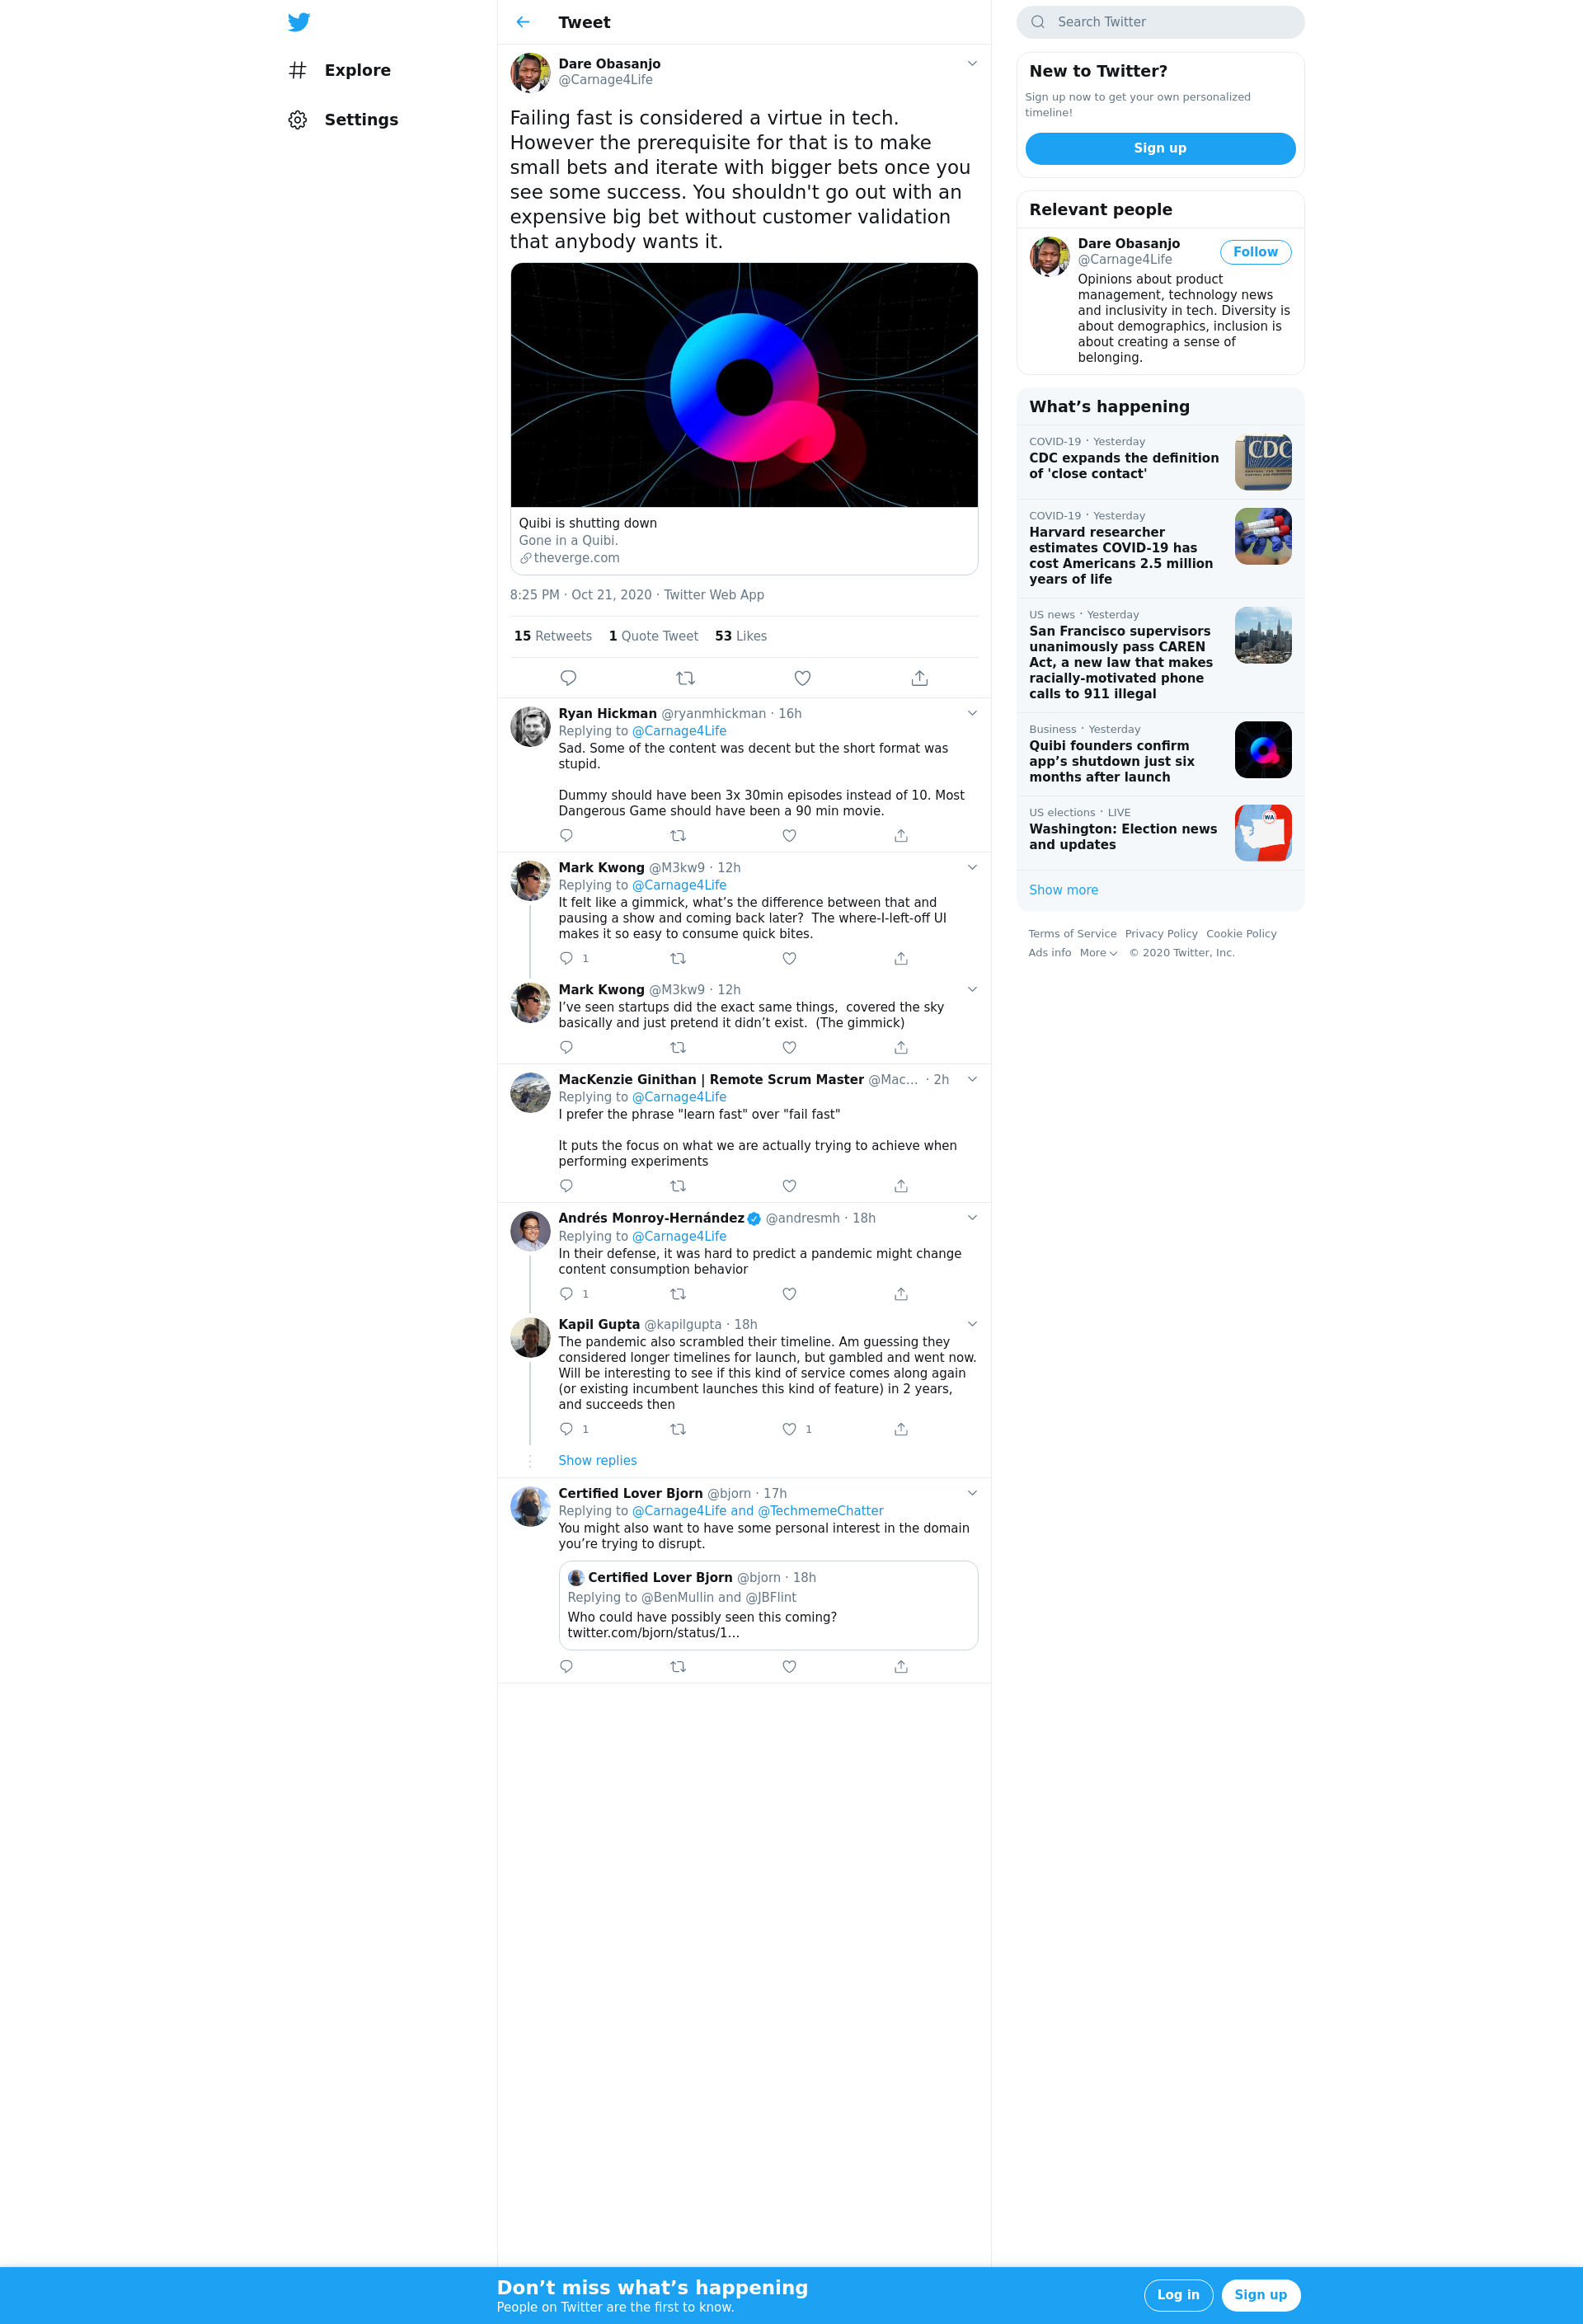 Explore
Settings
Tweet
Dare Obasanjo
@Carnage4Life
Failing fast is considered a virtue in tech.
However the prerequisite for that is to make
small bets and iterate with bigger bets once you
see some success. You shouldn't go out with an
expensive big bet without customer validation
that anybody wants it.
Quibi is shutting down
Gone in a Quibi.
theverge.com
8:25 PM · Oct 21, 2020 · Twitter Web App
15 Retweets 1 Quote Tweet 53 Likes
Ryan Hickman @ryanmhickman · 16h
Replying to @Carnage4Life
Sad. Some of the content was decent but the short format was
stupid.
Dummy should have been 3x 30min episodes instead of 10. Most
Dangerous Game should have been a 90 min movie.
Mark Kwong @M3kw9 · 12h
Replying to @Carnage4Life
It felt like a gimmick, what’s the difference between that and
pausing a show and coming back later?  The where-I-left-off UI
makes it so easy to consume quick bites.
1
Mark Kwong @M3kw9 · 12h
I’ve seen startups did the exact same things,  covered the sky
basically and just pretend it didn’t exist.  (The gimmick)
MacKenzie Ginithan | Remote Scrum Master @Mac… · 2h
Replying to @Carnage4Life
I prefer the phrase "learn fast" over "fail fast"
It puts the focus on what we are actually trying to achieve when
performing experiments
Andrés Monroy-Hernández @andresmh · 18h
Replying to @Carnage4Life
In their defense, it was hard to predict a pandemic might change
content consumption behavior
1
Kapil Gupta @kapilgupta · 18h
The pandemic also scrambled their timeline. Am guessing they
considered longer timelines for launch, but gambled and went now.
Will be interesting to see if this kind of service comes along again
(or existing incumbent launches this kind of feature) in 2 years,
and succeeds then
1 1
Show replies
Certified Lover Bjorn @bjorn · 17h
Replying to @Carnage4Life and @TechmemeChatter
You might also want to have some personal interest in the domain
you’re trying to disrupt.
Certified Lover Bjorn @bjorn · 18h
Replying to @BenMullin and @JBFlint
Who could have possibly seen this coming?
twitter.com/bjorn/status/1…
Search Twitter
New to Twitter?
Sign up now to get your own personalized
timeline!
Sign up
Relevant people
Dare Obasanjo
@Carnage4Life
Follow
Opinions about product
management, technology news
and inclusivity in tech. Diversity is
about demographics, inclusion is
about creating a sense of
belonging.
What’s happening
COVID-19 · Yesterday
CDC expands the definition
of 'close contact'
CDC
COVID-19 · Yesterday
Harvard researcher
estimates COVID-19 has
cost Americans 2.5 million
years of life
US news · Yesterday
San Francisco supervisors
unanimously pass CAREN
Act, a new law that makes
racially-motivated phone
calls to 911 illegal
Business · Yesterday
Quibi founders confirm
app’s shutdown just six
months after launch
US elections · LIVE
Washington: Election news
and updates
WA
Show more
Terms of Service Privacy Policy Cookie Policy
Ads info More © 2020 Twitter, Inc.
Don’t miss what’s happening
People on Twitter are the first to know.
Log in
Sign up